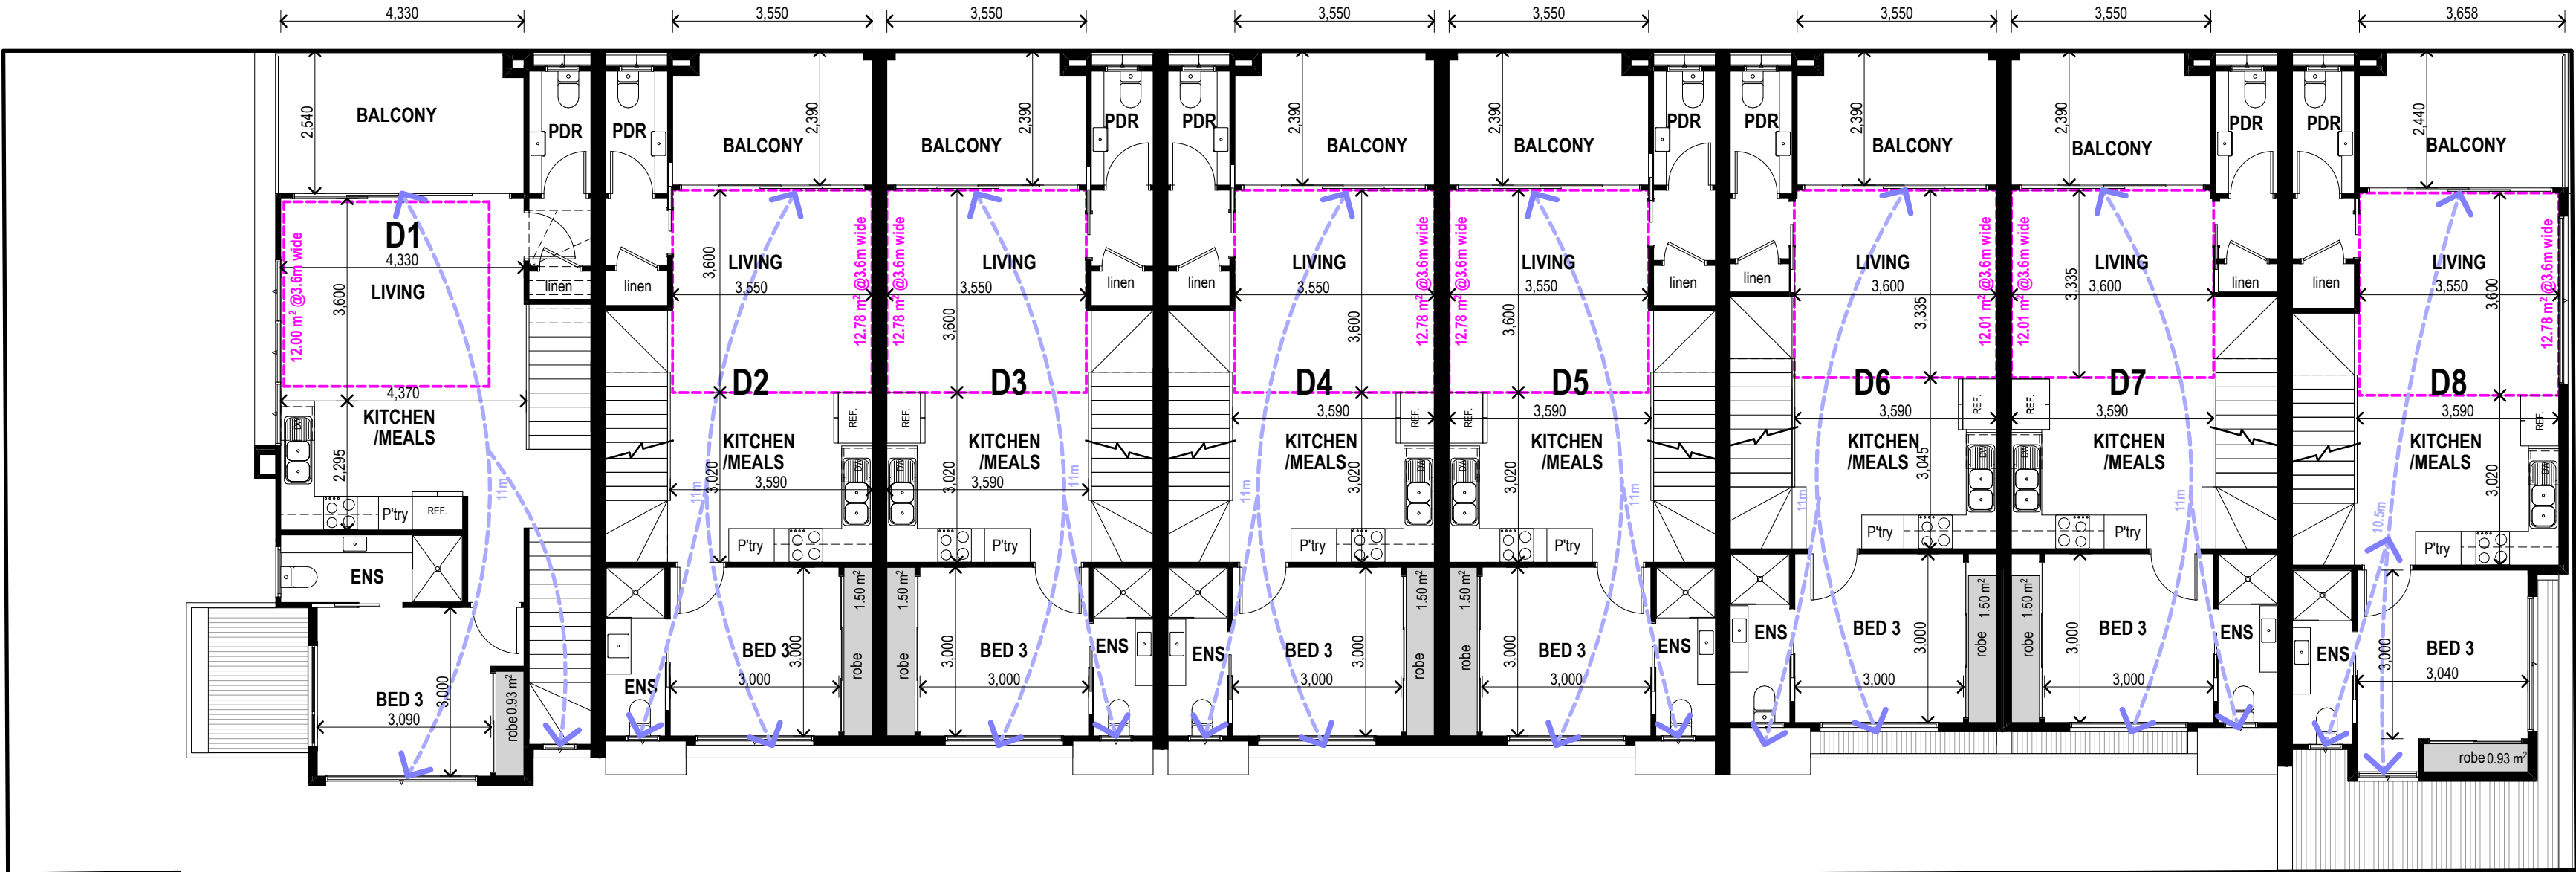 4,330
3,550
3,550
3,550
3,550
3,550
3,550
3,658
2,540
BALCONY
PDR
D1
4,330
LIVING
3,600
12.00 m² @3.6m wide
linen
4,370
KITCHEN
/MEALS
2,295
P'try
REF.
DW
11m
ENS
BED 3
3,090
3,000
robe 0.93 m²
PDR
BALCONY
2,390
linen
LIVING
3,550
3,600
12.78 m² @3.6m wide
D2
REF.
KITCHEN
/MEALS
3,020
3,590
DW
P'try
11m
BED 3
3,000
3,000
ENS
robe
1.50 m²
BALCONY
2,390
PDR
12.78 m² @3.6m wide
LIVING
3,550
3,600
linen
D3
REF.
KITCHEN
/MEALS
3,020
3,590
DW
P'try
11m
robe
1.50 m²
BED 3
3,000
3,000
ENS
PDR
2,390
BALCONY
linen
LIVING
3,550
3,600
12.78 m² @3.6m wide
D4
3,590
REF.
KITCHEN
/MEALS
3,020
DW
P'try
11m
ENS
BED 3
3,000
3,000
robe
1.50 m²
2,390
BALCONY
PDR
12.78 m² @3.6m wide
LIVING
3,550
3,600
linen
D5
3,590
REF.
KITCHEN
/MEALS
3,020
DW
P'try
11m
robe
1.50 m²
BED 3
3,000
3,000
ENS
PDR
2,390
BALCONY
linen
LIVING
3,600
3,335
12.01 m² @3.6m wide
D6
3,590
REF.
KITCHEN
/MEALS
3,045
DW
P'try
11m
ENS
BED 3
3,000
3,000
robe
1.50 m²
2,390
BALCONY
PDR
12.01 m² @3.6m wide
3,335
LIVING
3,600
linen
D7
REF.
3,590
KITCHEN
/MEALS
DW
P'try
11m
robe
1.50 m²
BED 3
3,000
3,000
ENS
PDR
2,440
BALCONY
linen
LIVING
3,550
3,600
12.78 m² @3.6m wide
D8
3,590
REF.
KITCHEN
/MEALS
3,020
DW
P'try
10.5m
ENS
BED 3
3,000
3,040
robe 0.93 m²